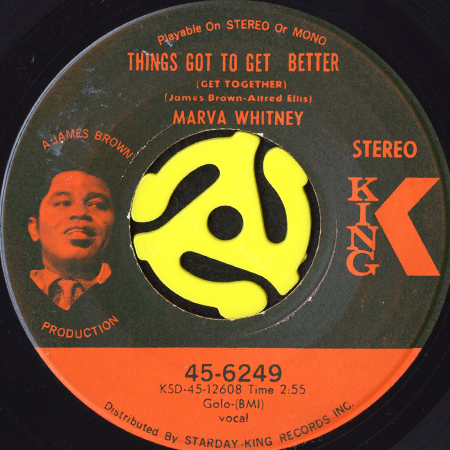 Playable On STEREO Or MONO
THINGS GOT TO GET BETTER
(GET TOGETHER)
(James Brown-Alfred Ellis)
MARVA WHITNEY
A JAMES BROWN
PRODUCTION
STEREO
KING
K
45-6249
KSD-45-12608 Time 2:55
Golo-(BMI)
vocal
Distributed By STARDAY-KING RECORDS INC.